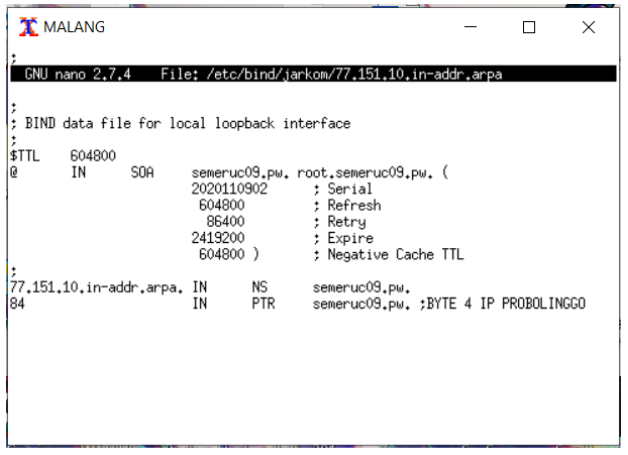 MALANG
;
GNU nano 2.7.4    File: /etc/bind/jarkom/77.151.10.in-addr.arpa
;
; BIND data file for local loopback interface
;
$TTL    604800
@       IN      SOA     semeruc09.pw. root.semeruc09.pw. (
                        2020110902      ; Serial
                         604800         ; Refresh
                          86400         ; Retry
                        2419200         ; Expire
                         604800 )       ; Negative Cache TTL
;
77.151.10.in-addr.arpa. IN      NS      semeruc09.pw.
84                      IN      PTR     semeruc09.pw. ;BYTE 4 IP PROBOLINGGO